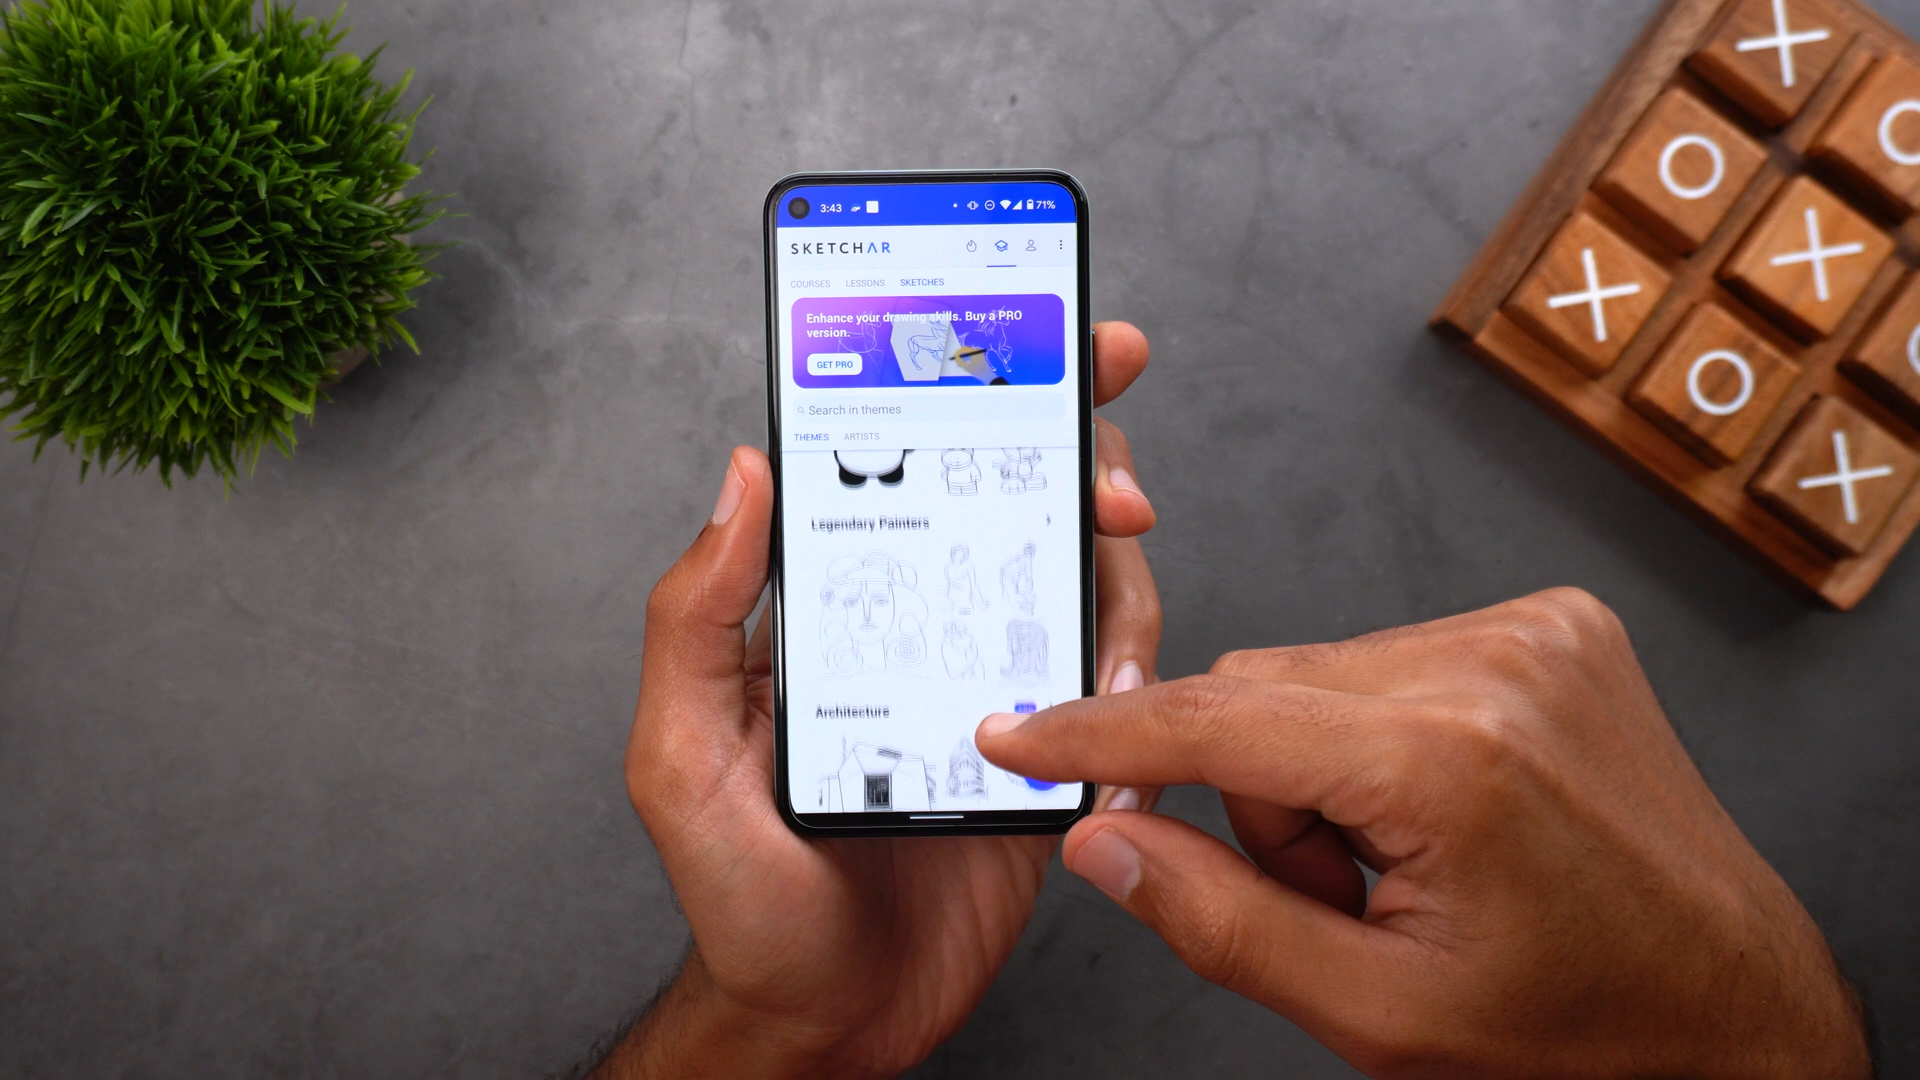 3:43 71%
SKETCHAR
COURSES LESSONS SKETCHES
Enhance your drawing skills. Buy a PRO
version.
GET PRO
Search in themes
THEMES ARTISTS
Legendary Painters
Architecture
X
O
O
X
X
X
O
O
X